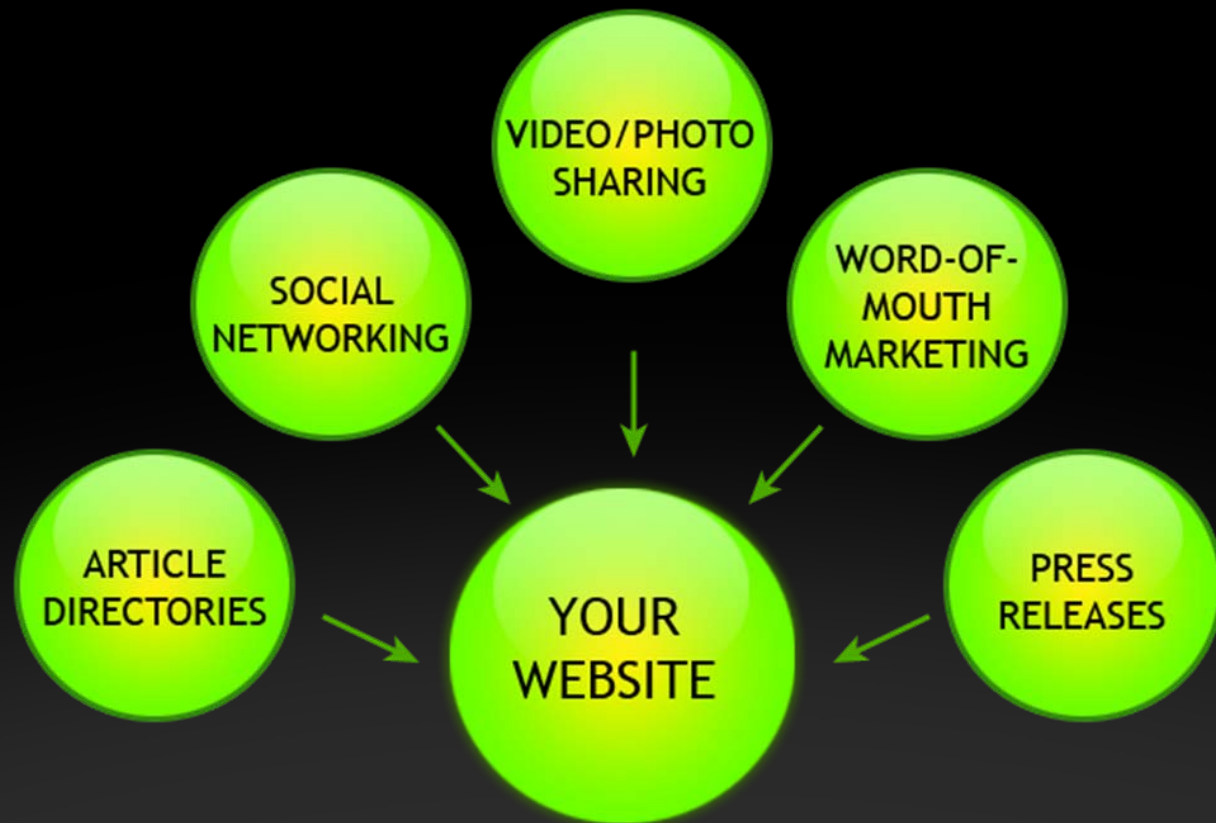 VIDEO/PHOTO
SHARING
SOCIAL
NETWORKING
WORD-OF-
MOUTH
MARKETING
ARTICLE
DIRECTORIES
YOUR
WEBSITE
PRESS
RELEASES